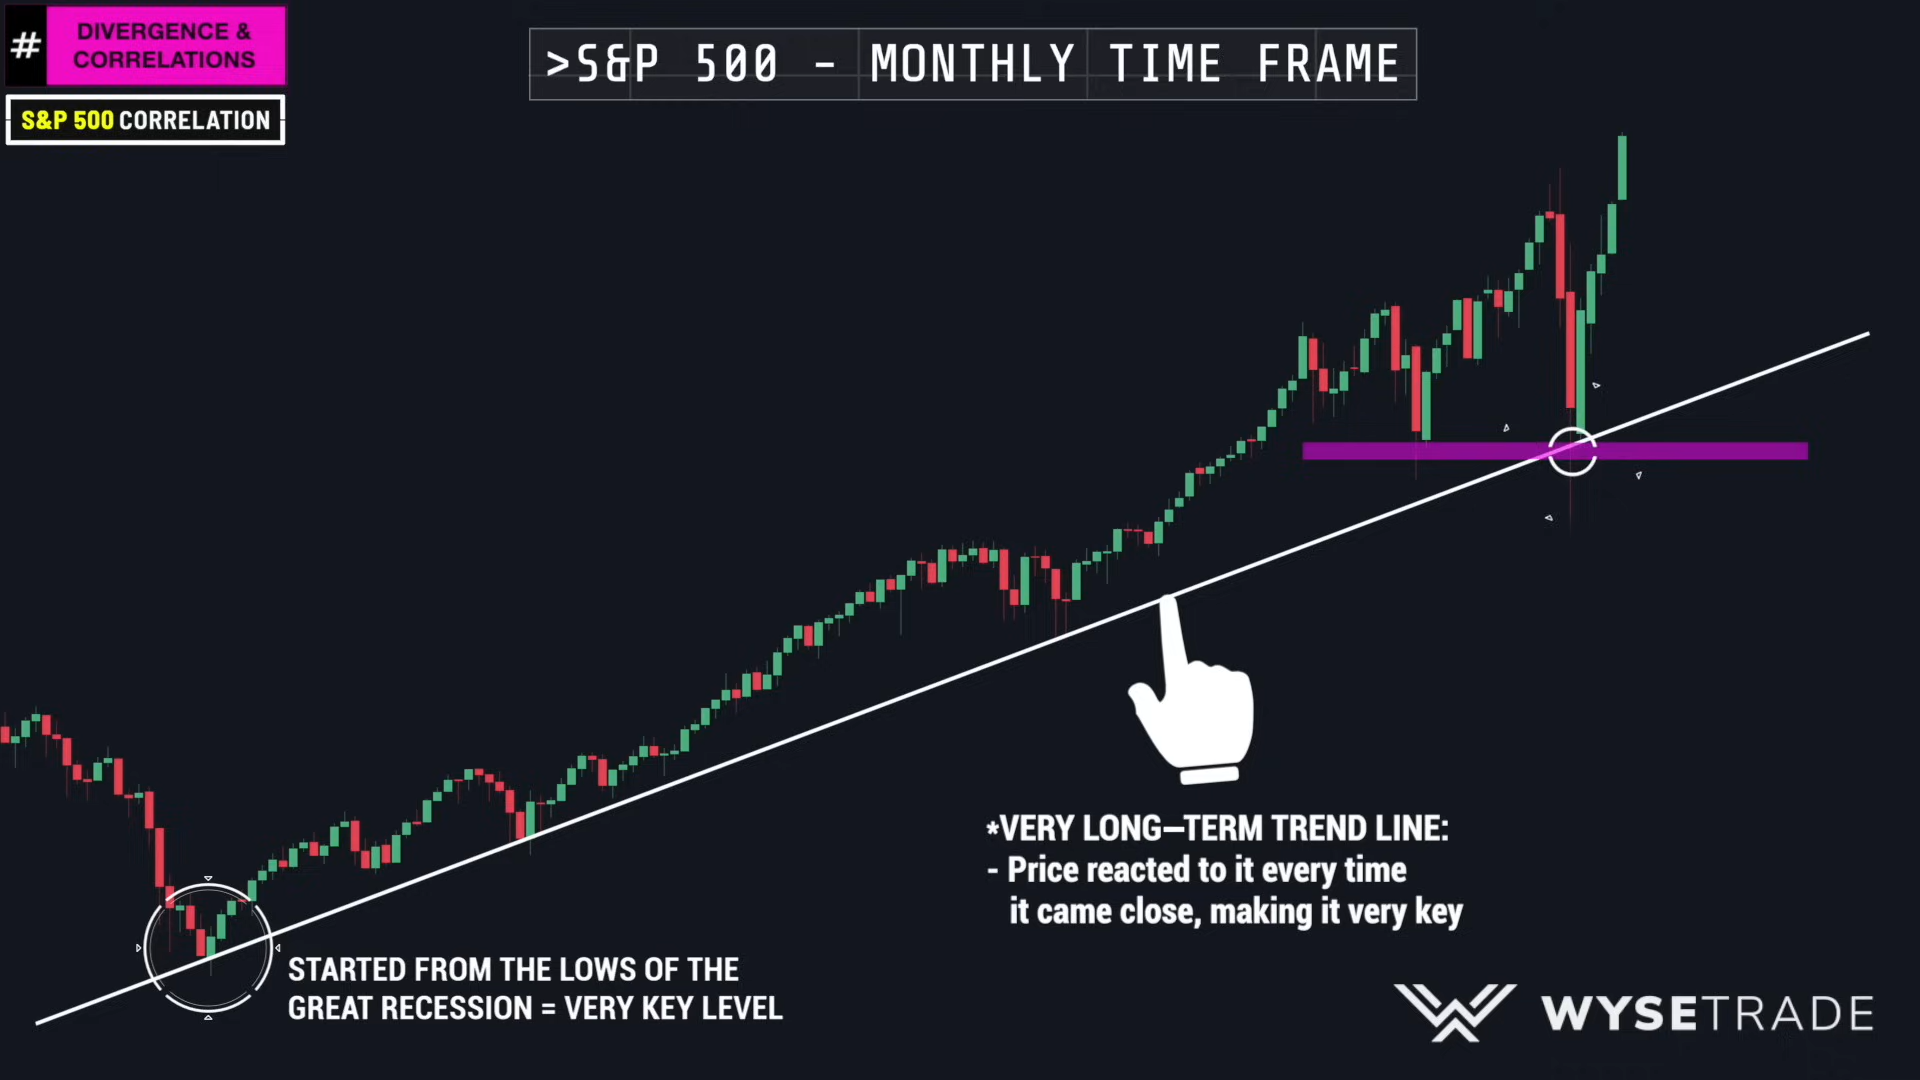 #
DIVERGENCE &
CORRELATIONS
S&P 500 CORRELATION
>S&P 500 - MONTHLY TIME FRAME
*VERY LONG–TERM TREND LINE:
- Price reacted to it every time
it came close, making it very key
STARTED FROM THE LOWS OF THE
GREAT RECESSION = VERY KEY LEVEL
WYSETRADE